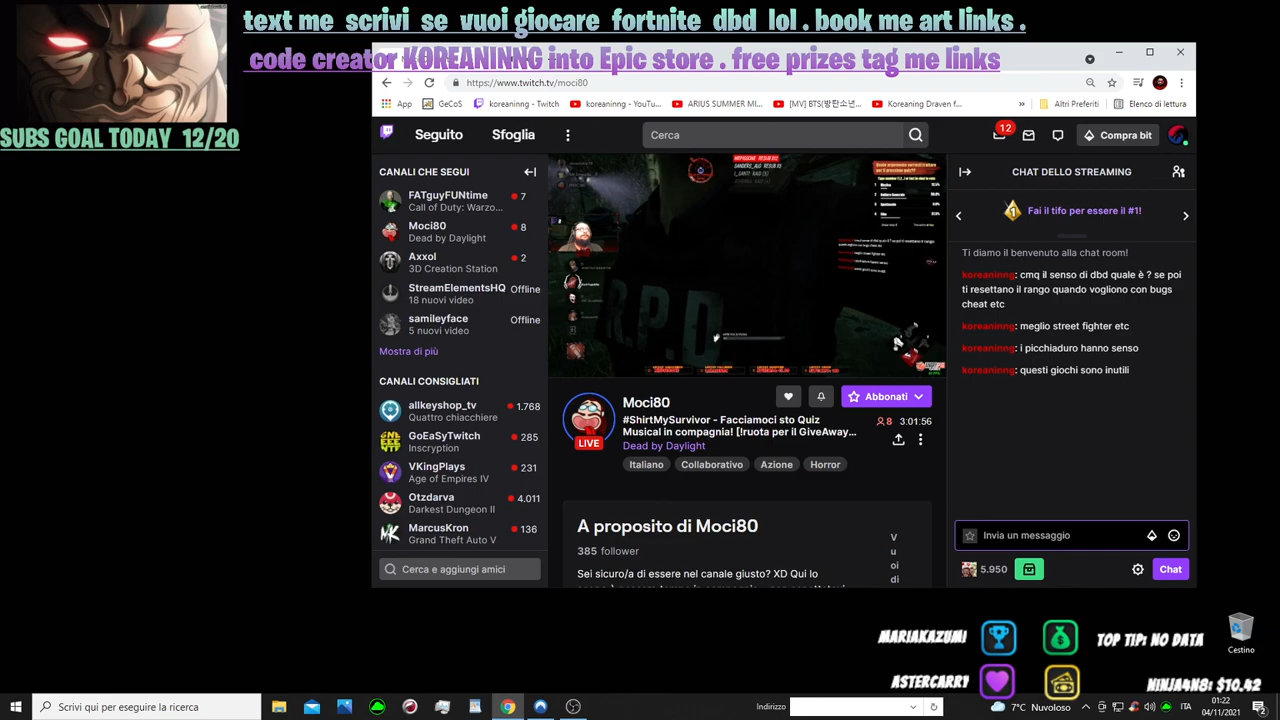 text me scrivi se vuoi giocare fortnite dbd lol . book me art links .
code creator KOREANINNG into Epic store . free prizes tag me links
SUBS GOAL TODAY 12/20
https://www.twitch.tv/moci80
App
GeCoS
koreaninng - Twitch
koreaninng - YouTu...
ARIUS SUMMER MI...
[MV] BTS(방탄소년...
Koreaning Draven f...
»
Altri Preferiti
Elenco di lettura
Seguito
Sfoglia
Cerca
12
Compra bit
CANALI CHE SEGUI
FATguyFUNtime 7
Call of Duty: Warzo...
Moci80 8
Dead by Daylight
Axxol 2
3D Creation Station
StreamElementsHQ Offline
18 nuovi video
samileyface Offline
5 nuovi video
Mostra di più
CANALI CONSIGLIATI
allkeyshop_tv 1.768
Quattro chiacchiere
GoEaSyTwitch 285
Inscryption
VKingPlays 231
Age of Empires IV
Otzdarva 4.011
Darkest Dungeon II
MarcusKron 136
Grand Theft Auto V
Cerca e aggiungi amici
R.P.D
LIVE
Moci80
#ShirtMySurvivor - Facciamoci sto Quiz
Musical in compagnia! [!ruota per il GiveAway...
Dead by Daylight
Italiano
Collaborativo
Azione
Horror
Abbonati
8 3:01:56
A proposito di Moci80
385 follower
Sei sicuro/a di essere nel canale giusto? XD Qui lo
V
u
oi
di
CHAT DELLO STREAMING
1
Fai il tifo per essere il #1!
Ti diamo il benvenuto alla chat room!
koreaninng: cmq il senso di dbd quale è ? se poi
ti resettano il rango quando vogliono con bugs
cheat etc
koreaninng: meglio street fighter etc
koreaninng: i picchiaduro hanno senso
koreaninng: questi giochi sono inutili
Invia un messaggio
5.950
Chat
MARIAKAZUMI
TOP TIP: NO DATA
ASTERCARRY
NINJA4N8: $10.42
Cestino
Scrivi qui per eseguire la ricerca
Indirizzo
7°C Nuvoloso
ITA
01:22
04/11/2021
2